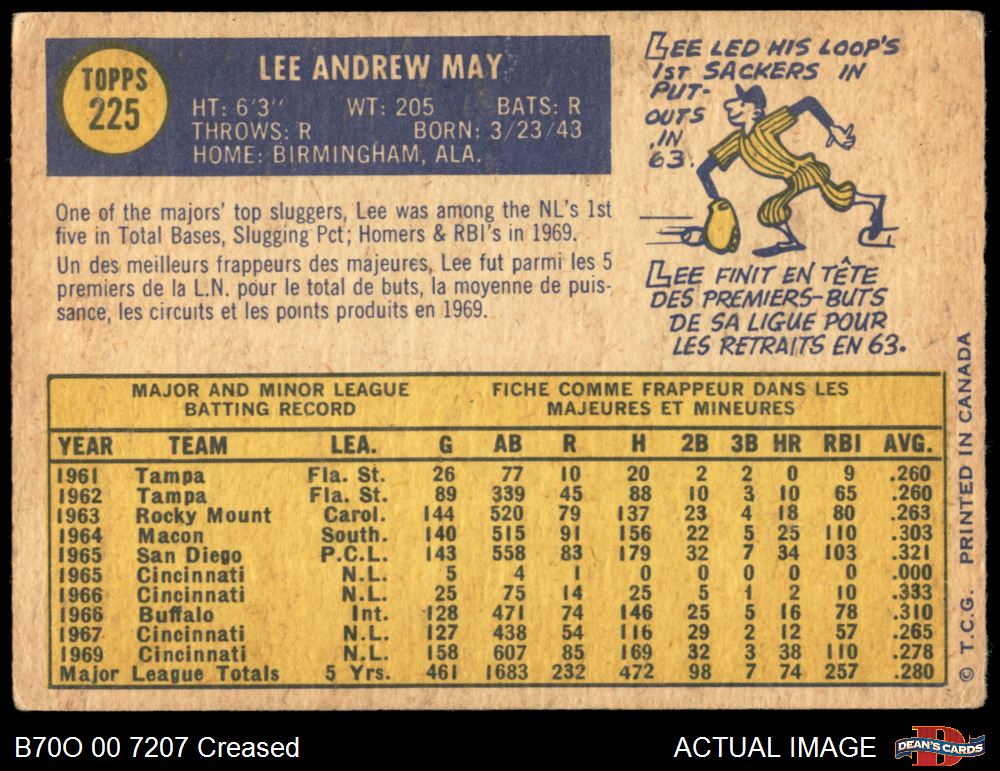 TOPPS
225
LEE ANDREW MAY
HT: 6'3" WT: 205 BATS: R
THROWS: R BORN: 3/23/43
HOME: BIRMINGHAM, ALA.
One of the majors' top sluggers, Lee was among the NL's 1st
five in Total Bases, Slugging Pct; Homers & RBI's in 1969.
Un des meilleurs frappeurs des majeures, Lee fut parmi les 5
premiers de la L.N. pour le total de buts, la moyenne de puis-
sance, les circuits et les points produits en 1969.
LEE LED HIS LOOP'S
1ST SACKERS IN
PUT-
OUTS
IN
'63.
LEE FINIT EN TÊTE
DES PREMIERS-BUTS
DE SA LIGUE POUR
LES RETRAITS EN 63.
MAJOR AND MINOR LEAGUE FICHE COMME FRAPPEUR DANS LES
BATTING RECORD MAJEURES ET MINEURES
YEAR TEAM LEA. G AB R H 2B 3B HR RBI AVG.
1961 Tampa Fla. St. 26 77 10 20 2 2 0 9 .260
1962 Tampa Fla. St. 89 339 45 88 10 3 10 65 .260
1963 Rocky Mount Carol. 144 520 79 137 23 4 18 80 .263
1964 Macon South. 140 515 91 156 22 5 25 110 .303
1965 San Diego P.C.L. 143 558 83 179 32 7 34 103 .321
1965 Cincinnati N.L. 5 4 1 0 0 0 0 0 .000
1966 Cincinnati N.L. 25 75 14 25 5 1 2 10 .333
1966 Buffalo Int. 128 471 74 146 25 5 16 78 .310
1967 Cincinnati N.L. 127 438 54 116 29 2 12 57 .265
1969 Cincinnati N.L. 158 607 85 169 32 3 38 110 .278
Major League Totals 5 Yrs. 461 1683 232 472 98 7 74 257 .280
© T.C.G. PRINTED IN CANADA
B70O 00 7207 Creased
ACTUAL IMAGE
D
DEAN'S CARDS